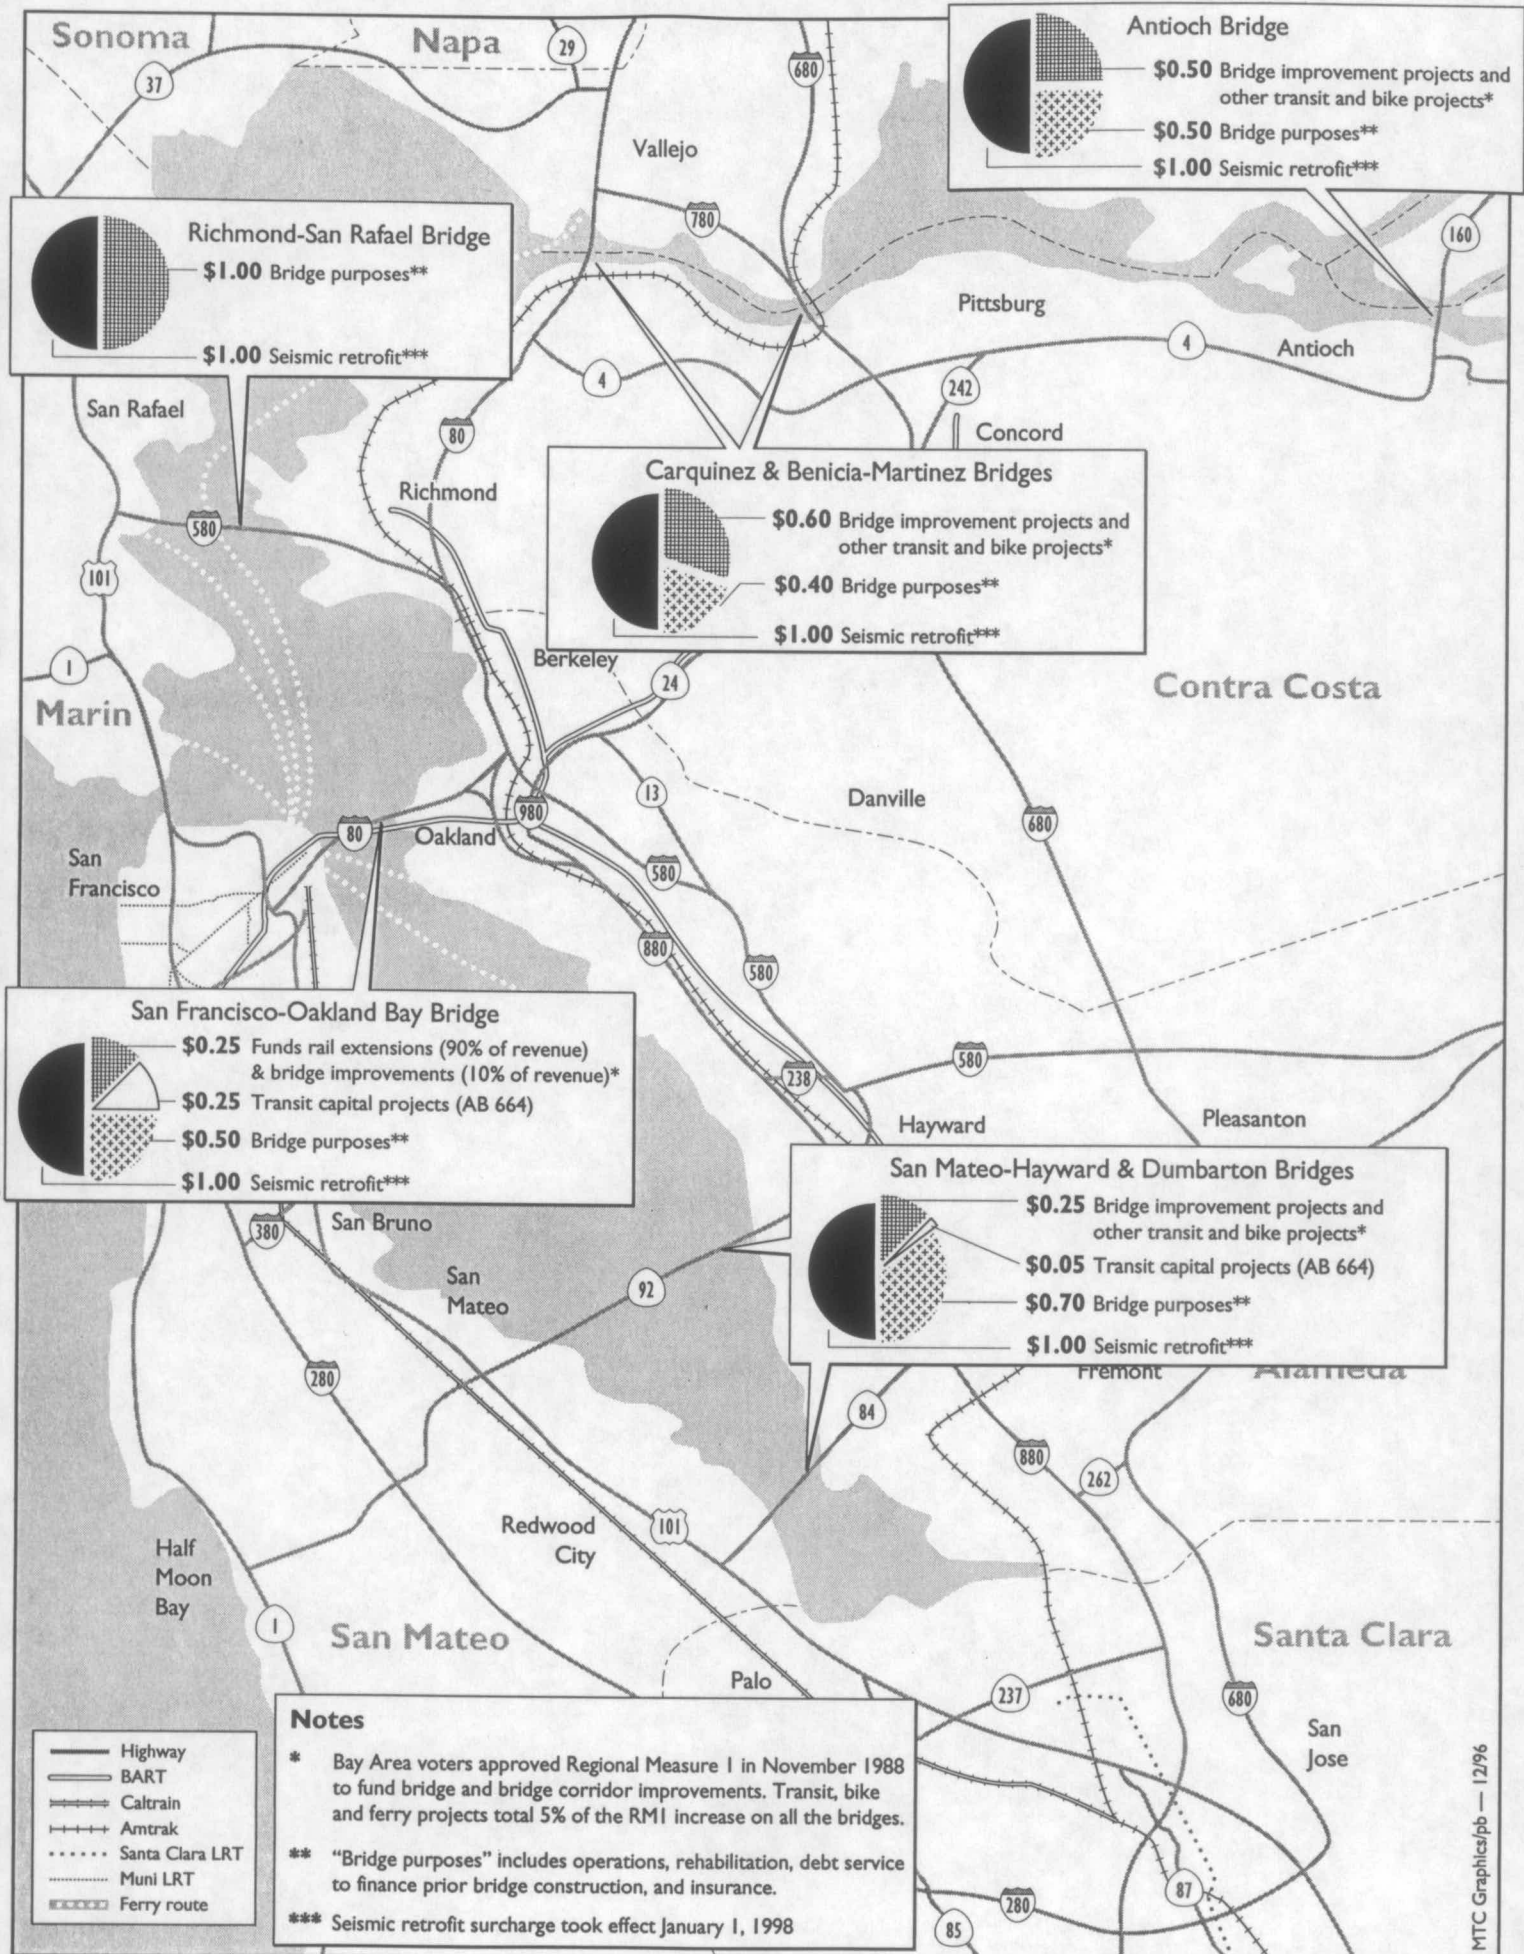 Sonoma
Napa
29
37
680
Antioch Bridge
$0.50 Bridge improvement projects and
other transit and bike projects*
$0.50 Bridge purposes**
$1.00 Seismic retrofit***
Vallejo
780
160
Richmond-San Rafael Bridge
$1.00 Bridge purposes**
$1.00 Seismic retrofit***
Pittsburg
4
Antioch
4
242
San Rafael
80
Concord
Carquinez & Benicia-Martinez Bridges
$0.60 Bridge improvement projects and
other transit and bike projects*
$0.40 Bridge purposes**
$1.00 Seismic retrofit***
Richmond
580
101
1
Berkeley
24
Marin
Contra Costa
13
Danville
680
80
980
Oakland
San
Francisco
580
880
580
San Francisco-Oakland Bay Bridge
$0.25 Funds rail extensions (90% of revenue)
& bridge improvements (10% of revenue)*
$0.25 Transit capital projects (AB 664)
$0.50 Bridge purposes**
$1.00 Seismic retrofit***
580
238
Hayward
Pleasanton
San Mateo-Hayward & Dumbarton Bridges
$0.25 Bridge improvement projects and
other transit and bike projects*
$0.05 Transit capital projects (AB 664)
$0.70 Bridge purposes**
$1.00 Seismic retrofit***
380
San Bruno
San
Mateo
92
280
Fremont
Alameda
84
880
262
Redwood
City
101
Half
Moon
Bay
1
San Mateo
Santa Clara
Palo
237
680
San
Jose
Highway
BART
Caltrain
Amtrak
Santa Clara LRT
Muni LRT
Ferry route
Notes
* Bay Area voters approved Regional Measure 1 in November 1988
to fund bridge and bridge corridor improvements. Transit, bike
and ferry projects total 5% of the RM1 increase on all the bridges.
** "Bridge purposes" includes operations, rehabilitation, debt service
to finance prior bridge construction, and insurance.
*** Seismic retrofit surcharge took effect January 1, 1998
87
280
85
MTC Graphics/pb — 12/96